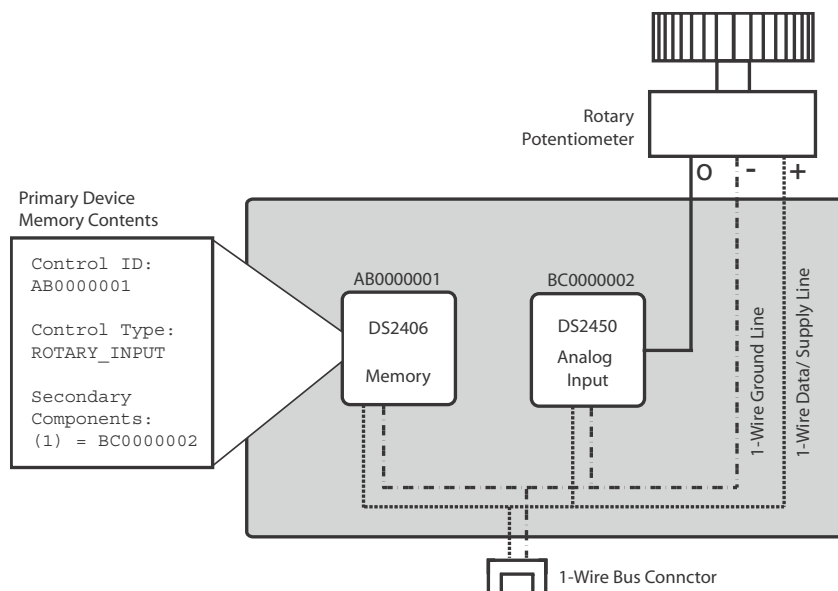 Rotary
Potentiometer
o - +
Primary Device
Memory Contents
Control ID:
AB0000001
Control Type:
ROTARY_INPUT
Secondary
Components:
(1) = BC0000002
AB0000001
DS2406
Memory
BC0000002
DS2450
Analog
Input
1-Wire Ground Line
1-Wire Data/ Supply Line
1-Wire Bus Connctor